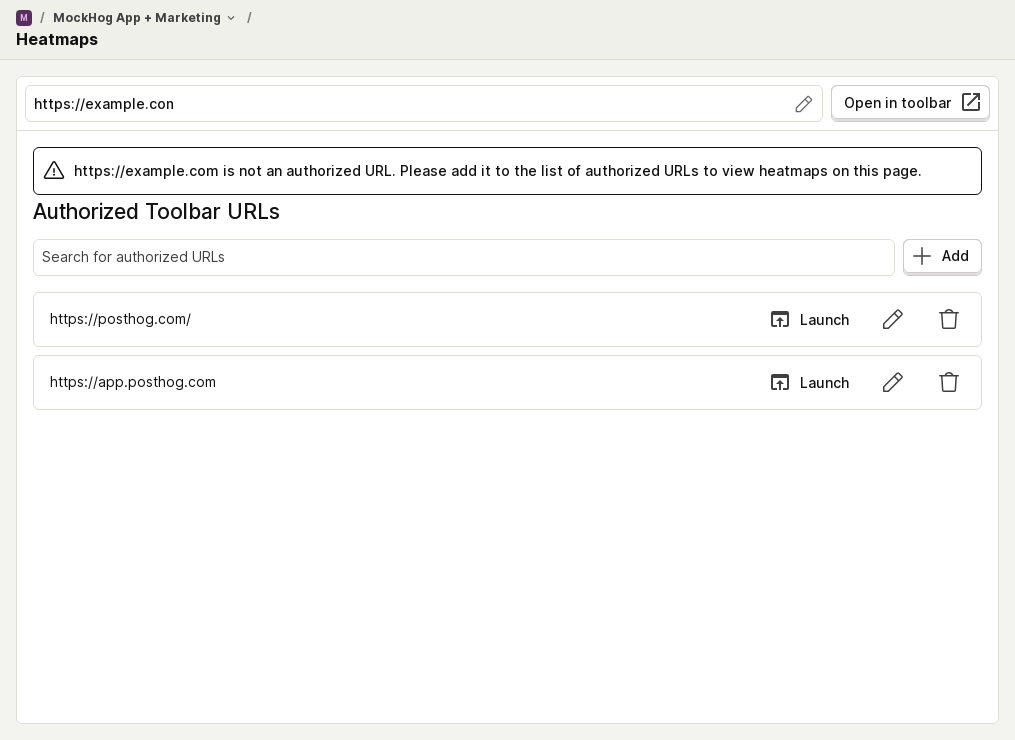 M / MockHog App + Marketing /
Heatmaps
https://example.con
Open in toolbar
https://example.com is not an authorized URL. Please add it to the list of authorized URLs to view heatmaps on this page.
Authorized Toolbar URLs
Search for authorized URLs
Add
https://posthog.com/
Launch
https://app.posthog.com
Launch